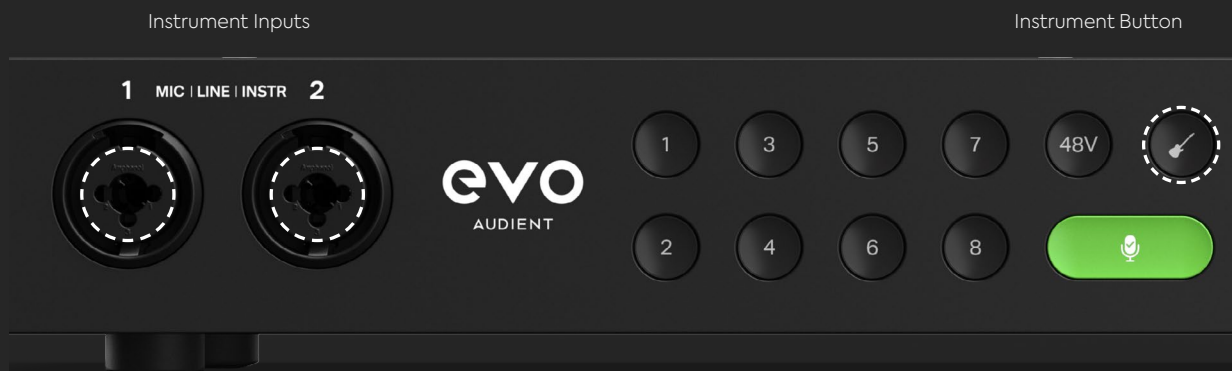 Instrument Inputs
Instrument Button
1 MIC | LINE | INSTR 2
evo
AUDIENT
1 3 5 7 48V
2 4 6 8